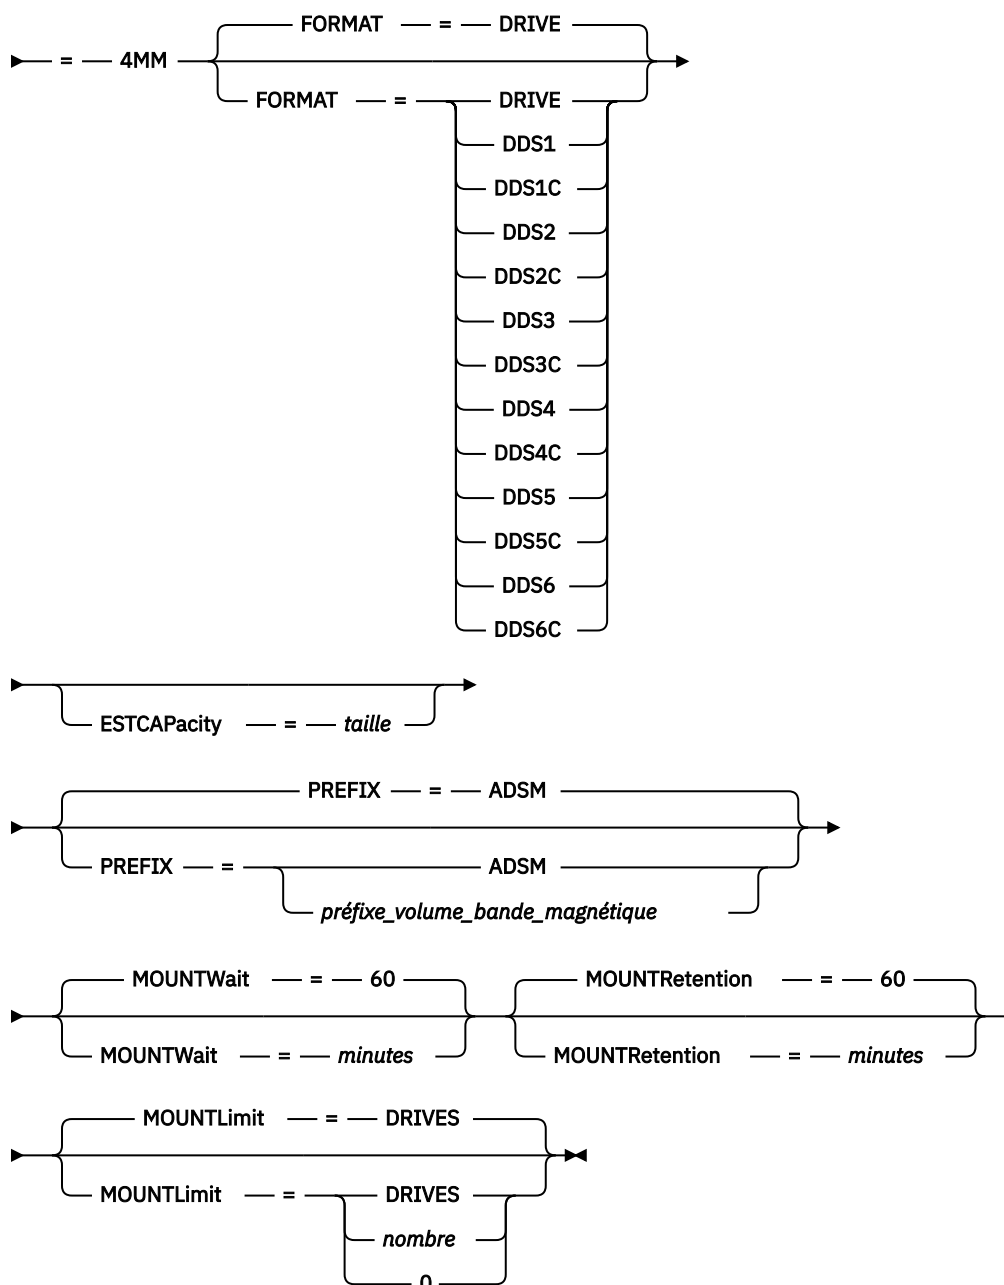 FORMAT = DRIVE
= 4MM
FORMAT = DRIVE
DDS1
DDS1C
DDS2
DDS2C
DDS3
DDS3C
DDS4
DDS4C
DDS5
DDS5C
DDS6
DDS6C
ESTCAPacity = taille
PREFIX = ADSM
PREFIX = ADSM
préfixe_volume_bande_magnétique
MOUNTWait = 60 MOUNTRetention = 60
MOUNTWait = minutes MOUNTRetention = minutes
MOUNTLimit = DRIVES
MOUNTLimit = DRIVES
nombre
0